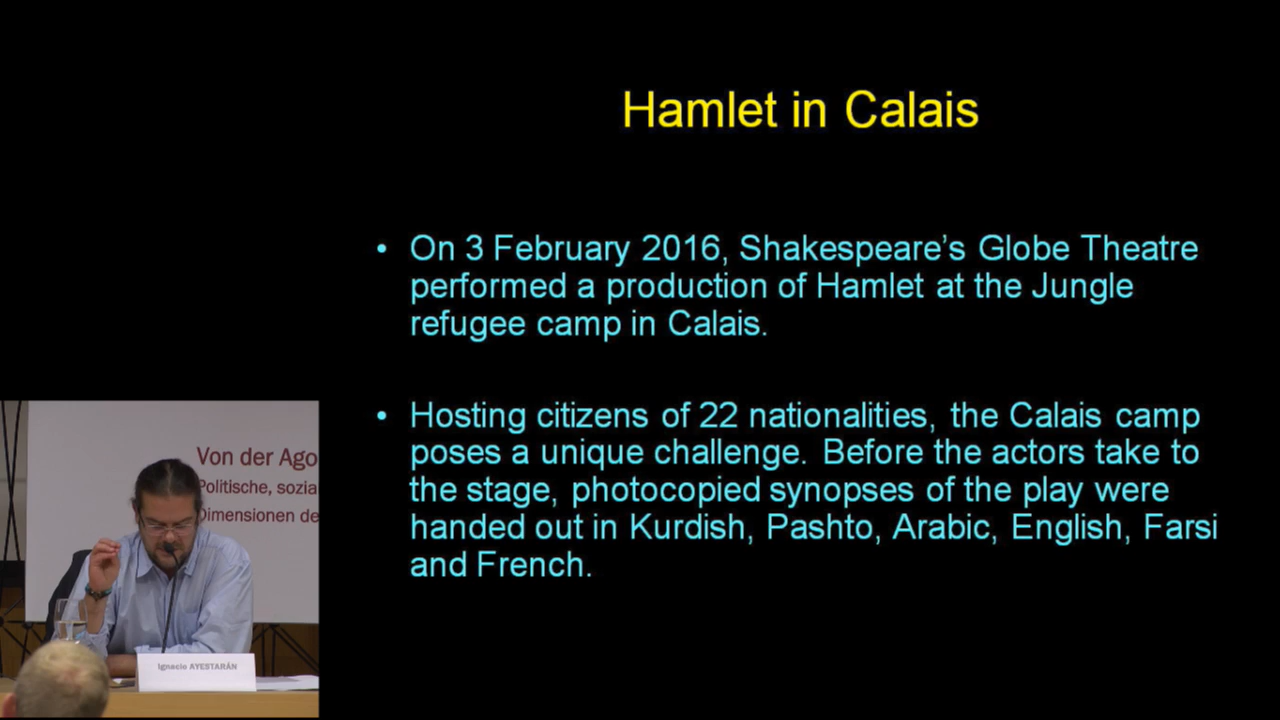 Hamlet in Calais
• On 3 February 2016, Shakespeare’s Globe Theatre
performed a production of Hamlet at the Jungle
refugee camp in Calais.
• Hosting citizens of 22 nationalities, the Calais camp
poses a unique challenge. Before the actors take to
the stage, photocopied synopses of the play were
handed out in Kurdish, Pashto, Arabic, English, Farsi
and French.
Von der Ago
Politische, sozia
Dimensionen de
Ignacio AYESTARÁN